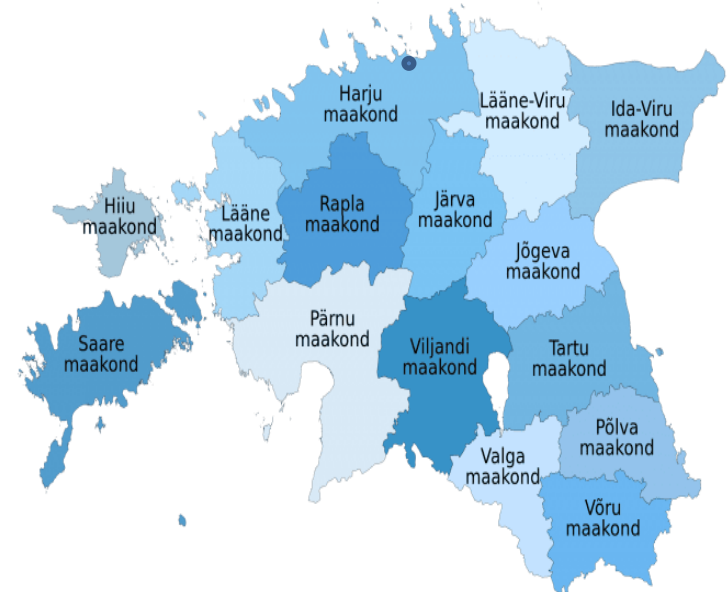 Harju
maakond
Lääne-Viru
maakond
Ida-Viru
maakond
Hiiu
maakond
Lääne
maakond
Rapla
maakond
Järva
maakond
Jõgeva
maakond
Saare
maakond
Pärnu
maakond
Viljandi
maakond
Tartu
maakond
Põlva
maakond
Valga
maakond
Võru
maakond